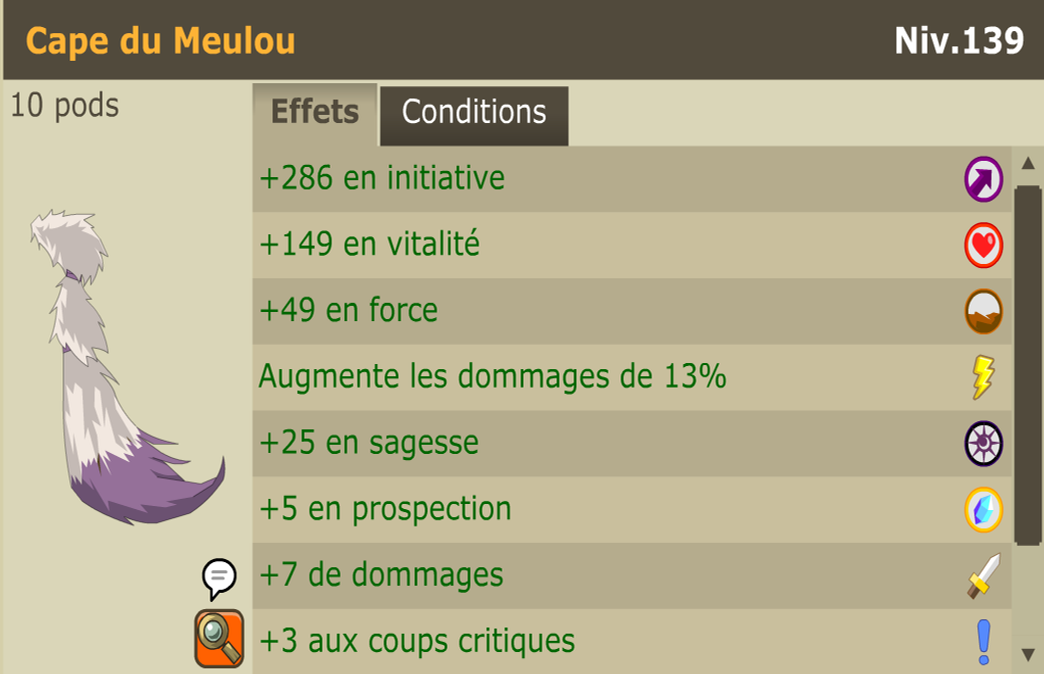 Cape du Meulou
Niv.139
10 pods
Effets
Conditions
+286 en initiative
+149 en vitalité
+49 en force
Augmente les dommages de 13%
+25 en sagesse
+5 en prospection
+7 de dommages
+3 aux coups critiques